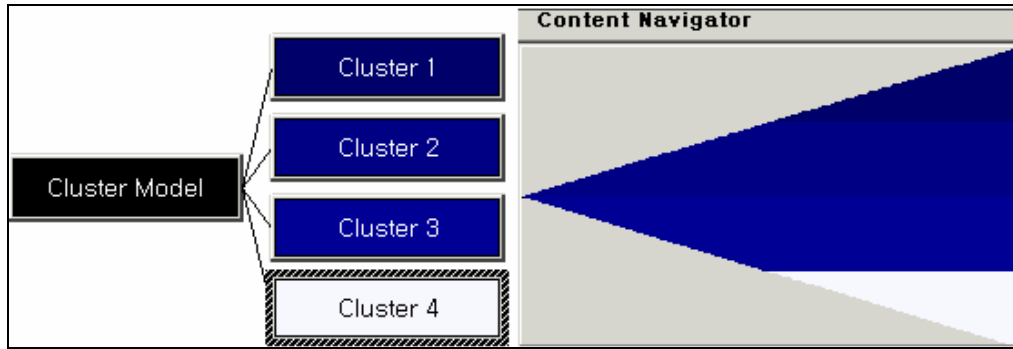 Content Navigator
Cluster 1
Cluster 2
Cluster Model
Cluster 3
Cluster 4